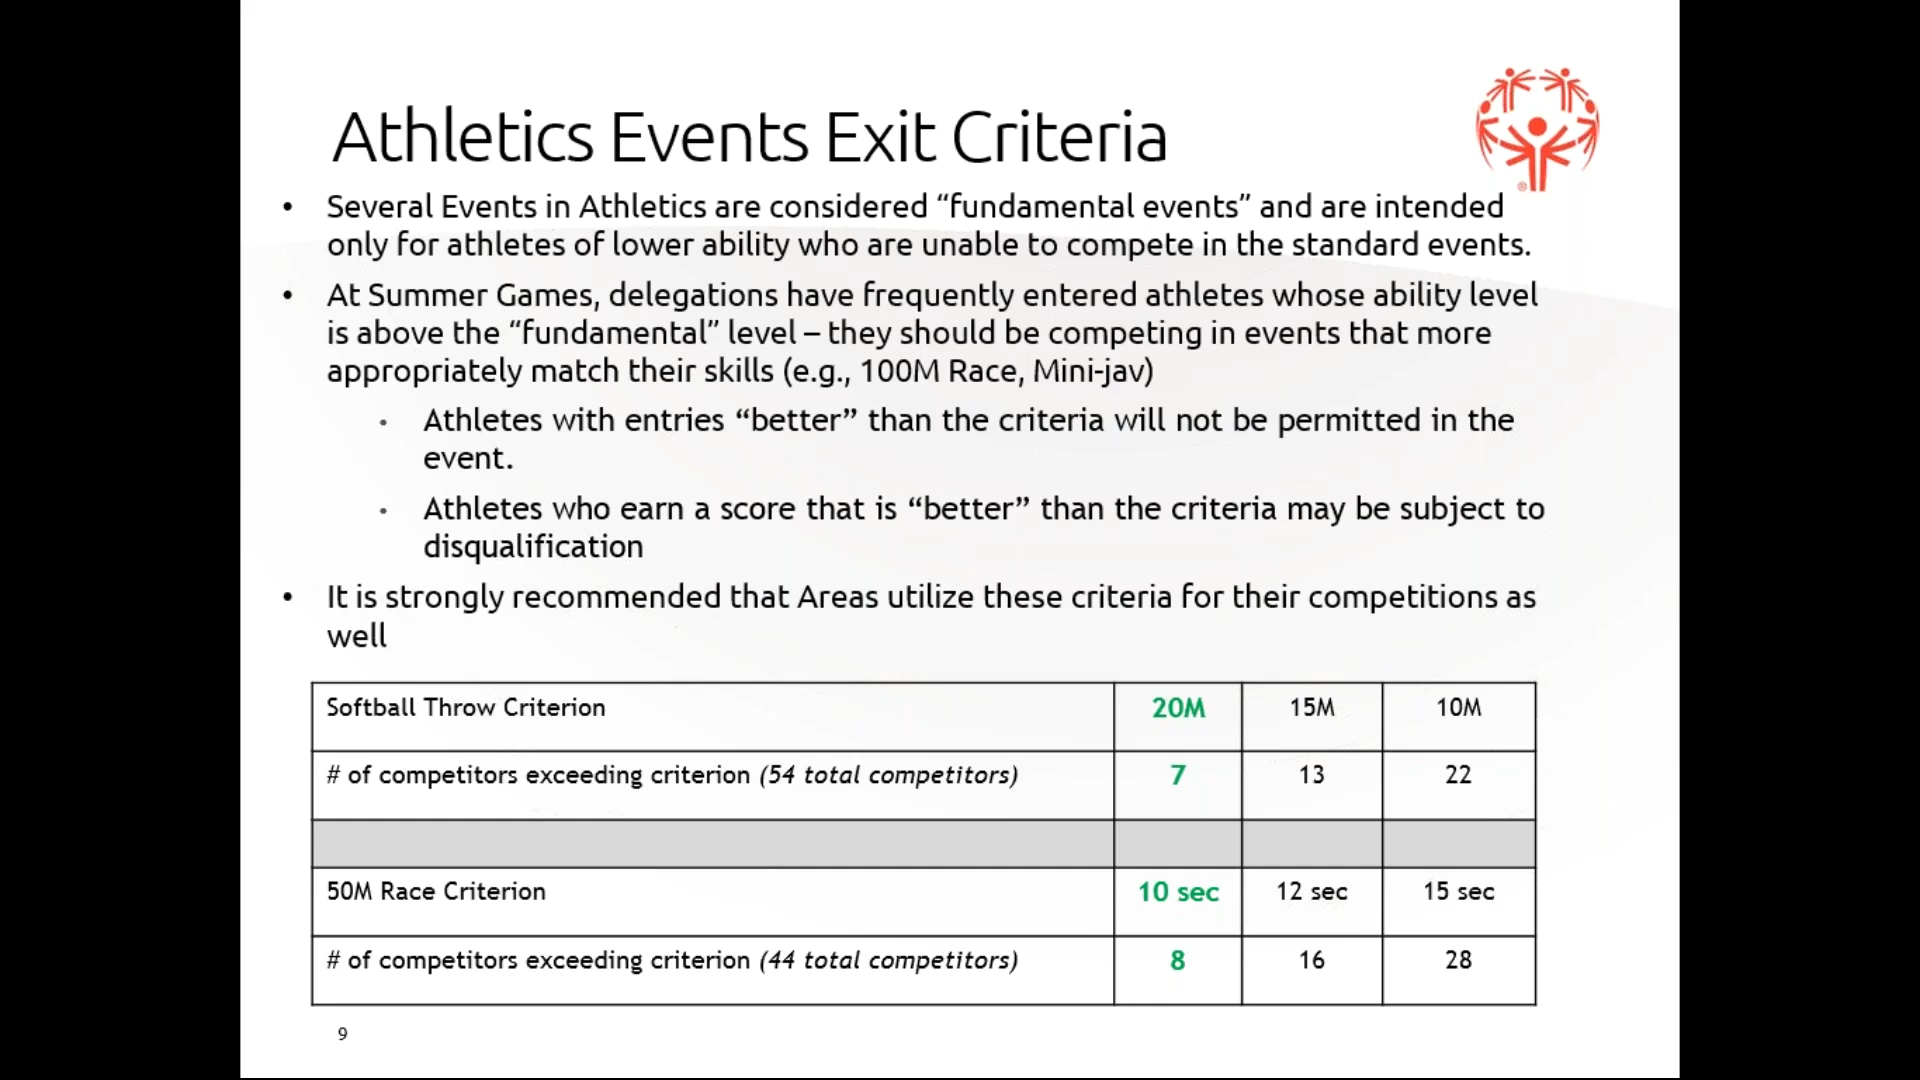 Athletics Events Exit Criteria
®
• Several Events in Athletics are considered “fundamental events” and are intended
only for athletes of lower ability who are unable to compete in the standard events.
• At Summer Games, delegations have frequently entered athletes whose ability level
is above the “fundamental” level – they should be competing in events that more
appropriately match their skills (e.g., 100M Race, Mini-jav)
• Athletes with entries “better” than the criteria will not be permitted in the
event.
• Athletes who earn a score that is “better” than the criteria may be subject to
disqualification
• It is strongly recommended that Areas utilize these criteria for their competitions as
well
Softball Throw Criterion 20M 15M 10M
# of competitors exceeding criterion (54 total competitors) 7 13 22
50M Race Criterion 10 sec 12 sec 15 sec
# of competitors exceeding criterion (44 total competitors) 8 16 28
9